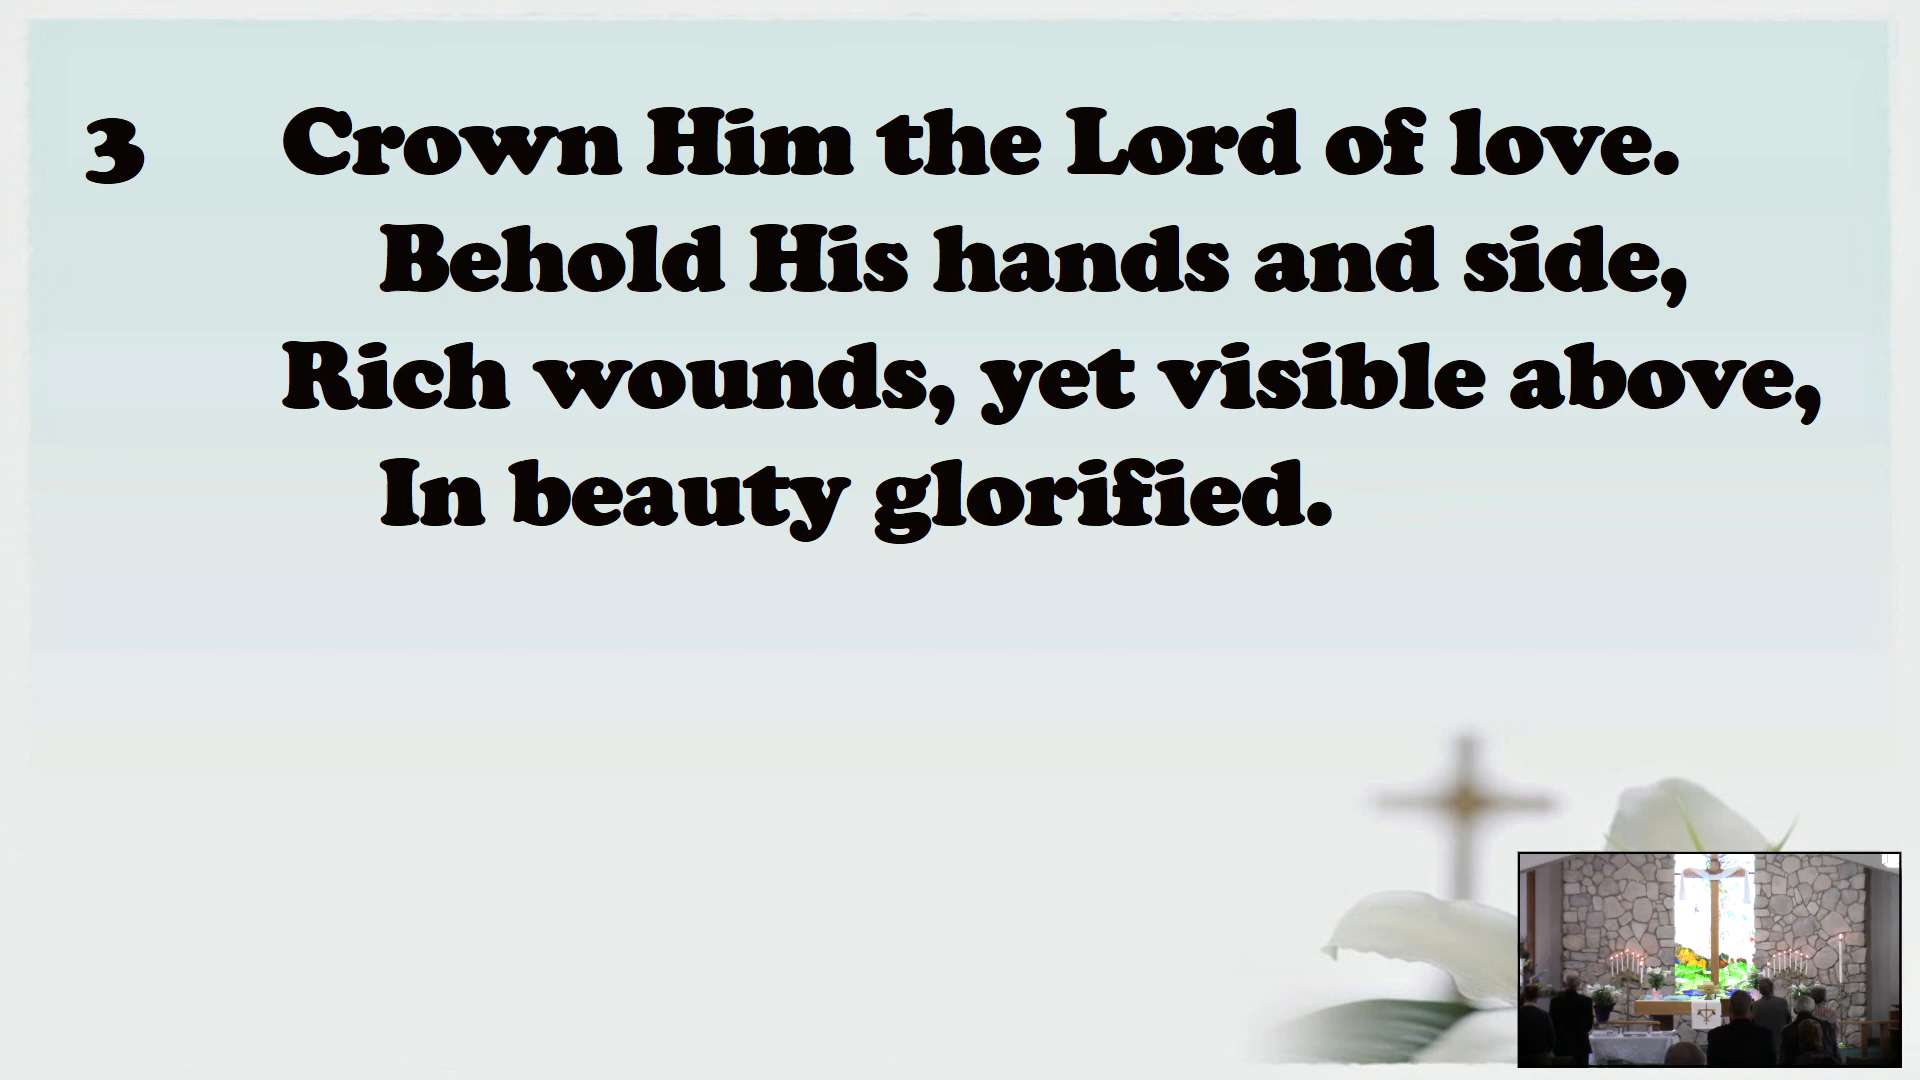 3 Crown Him the Lord of love.
Behold His hands and side,
Rich wounds, yet visible above,
In beauty glorified.